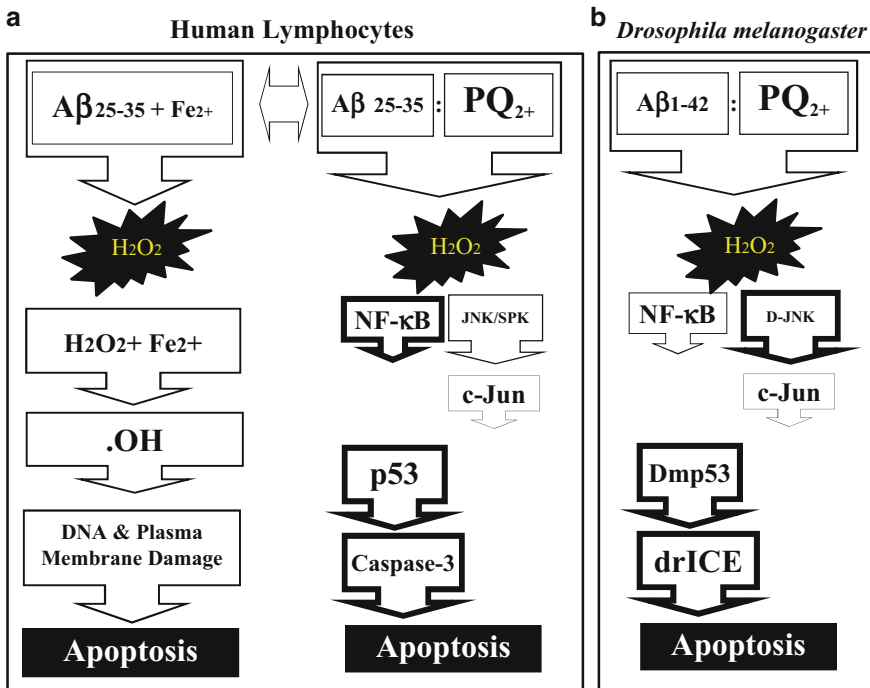 a
Human Lymphocytes
Aβ25-35 + Fe2+
Aβ 25-35 : PQ2+
H2O2
H2O2
H2O2+ Fe2+
NF-κB
JNK/SPK
c-Jun
.OH
p53
DNA & Plasma
Membrane Damage
Caspase-3
Apoptosis
Apoptosis
b
Drosophila melanogaster
Aβ1-42 : PQ2+
H2O2
NF-κB
D-JNK
c-Jun
Dmp53
drICE
Apoptosis